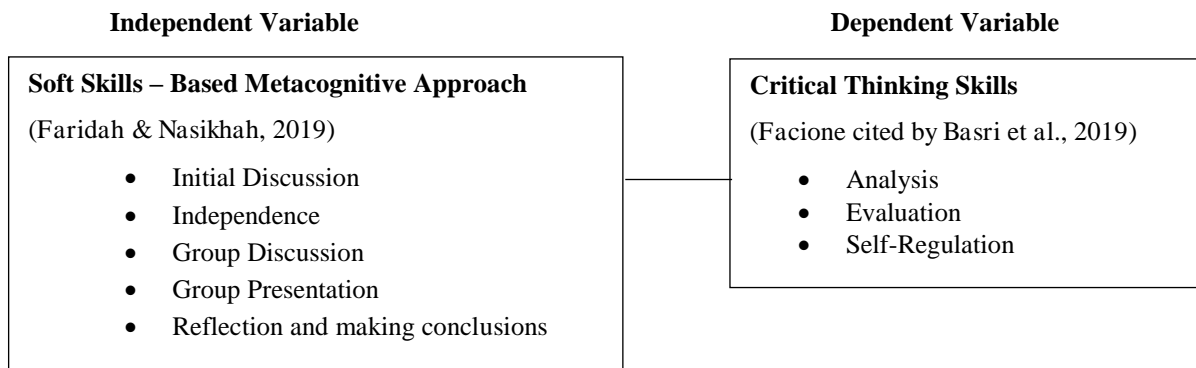 Independent Variable
Dependent Variable
Soft Skills – Based Metacognitive Approach
(Faridah & Nasikhah, 2019)
• Initial Discussion
• Independence
• Group Discussion
• Group Presentation
• Reflection and making conclusions
Critical Thinking Skills
(Facione cited by Basri et al., 2019)
• Analysis
• Evaluation
• Self-Regulation